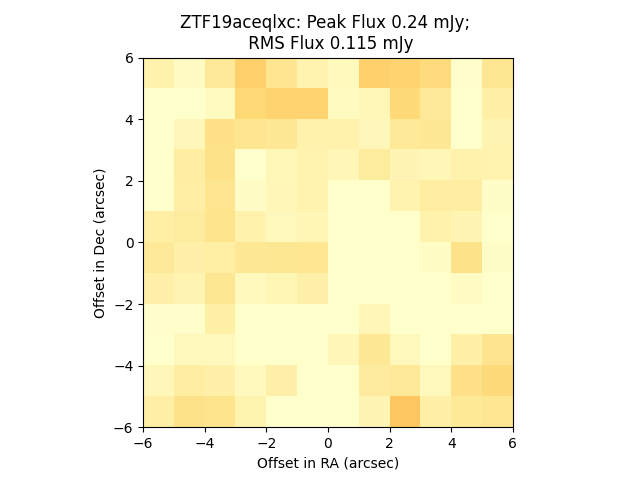 ZTF19aceqlxc: Peak Flux 0.24 mJy;
RMS Flux 0.115 mJy
6
4
2
0
−2
−4
−6
Offset in Dec (arcsec)
−6 −4 −2 0 2 4 6
Offset in RA (arcsec)